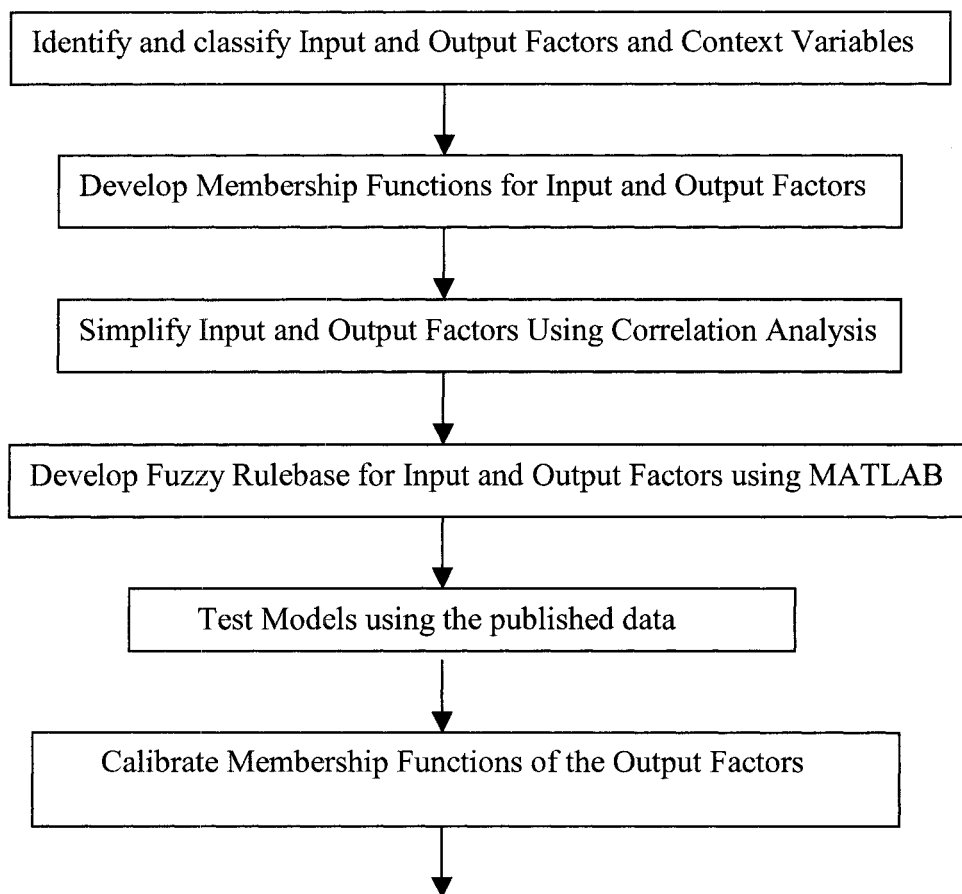 Identify and classify Input and Output Factors and Context Variables
Develop Membership Functions for Input and Output Factors
Simplify Input and Output Factors Using Correlation Analysis
Develop Fuzzy Rulebase for Input and Output Factors using MATLAB
Test Models using the published data
Calibrate Membership Functions of the Output Factors